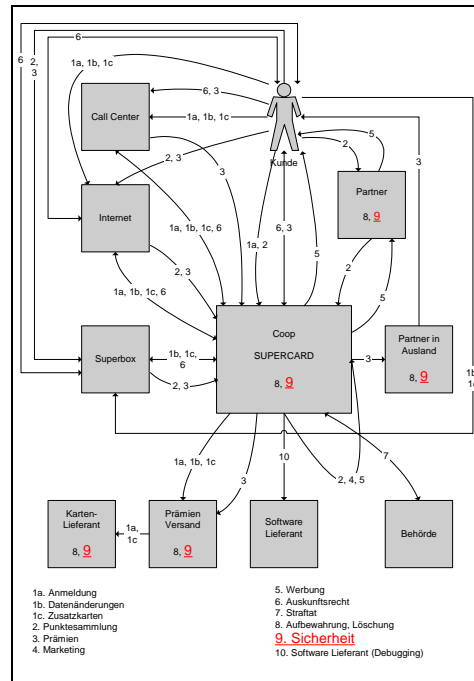 6
2,
3
6
1a, 1b, 1c
6, 3
Call Center
1a, 1b, 1c
Kunde
5
2
3
3
2, 3
Partner
8, 9
Internet
1a, 1b, 1c, 6
1a, 2
6, 3
5
2
5
2, 3
1a, 1b, 1c, 6
Coop
SUPERCARD
8, 9
Partner in
Ausland
8, 9
Superbox
1b, 1c,
6
2, 3
3
1b,
1c
1a, 1b, 1c
3
10
2, 4, 5
7
Karten-
Lieferant
8, 9
1a,
1c
Prämien
Versand
8, 9
Software
Lieferant
Behörde
1a. Anmeldung
1b. Datenänderungen
1c. Zusatzkarten
2. Punktesammlung
3. Prämien
4. Marketing
5. Werbung
6. Auskunftsrecht
7. Straftat
8. Aufbewahrung, Löschung
9. Sicherheit
10. Software Lieferant (Debugging)